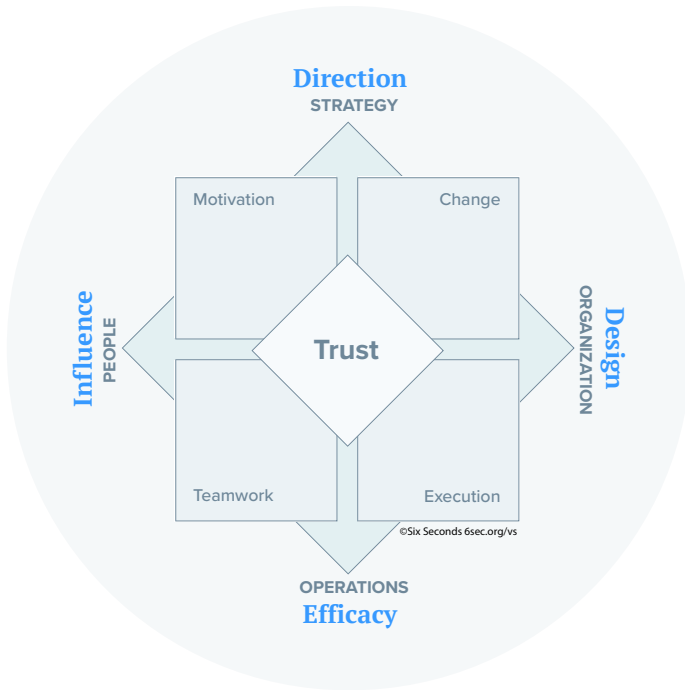 Direction
STRATEGY
Motivation
Change
Influence
PEOPLE
Trust
ORGANIZATION
Design
Teamwork
Execution
©Six Seconds 6sec.org/vs
OPERATIONS
Efficacy